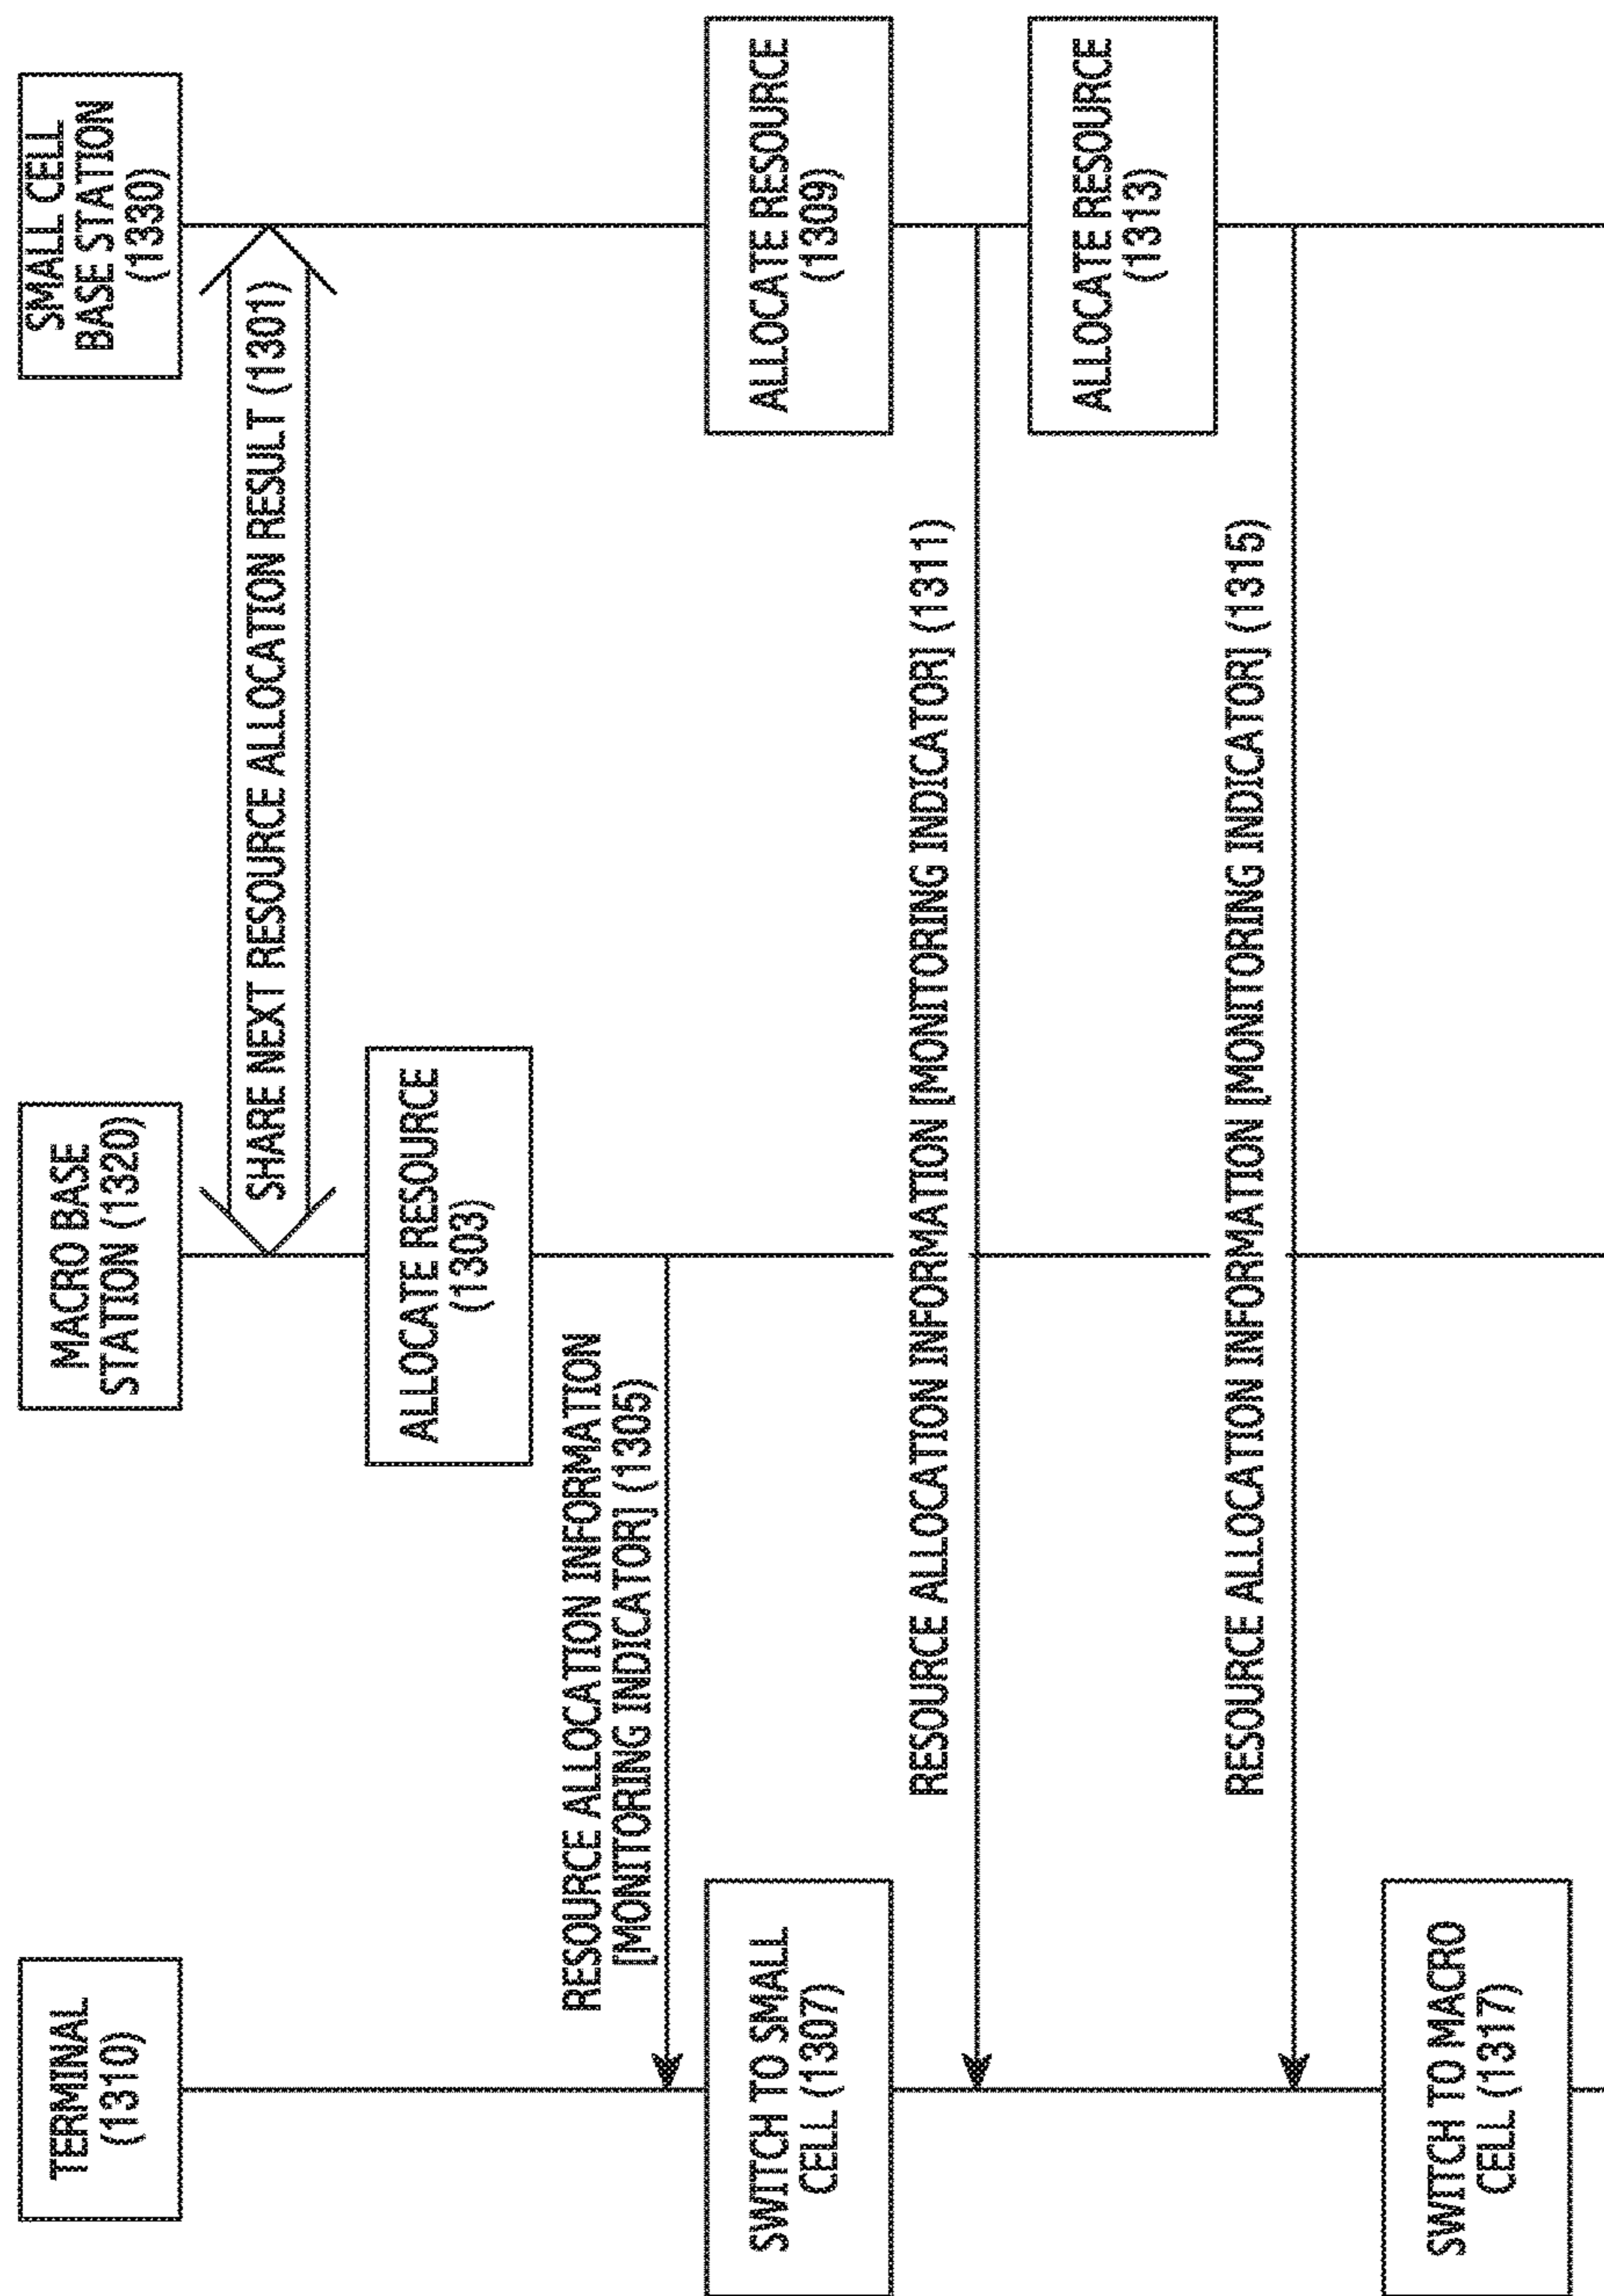 TERMINAL
(1310)
MACRO BASE
STATION (1320)
SMALL CELL
BASE STATION
(1330)
SHARE NEXT RESOURCE ALLOCATION RESULT (1301)
ALLOCATE RESOURCE
(1303)
RESOURCE ALLOCATION INFORMATION
[MONITORING INDICATOR] (1305)
SWITCH TO SMALL
CELL (1307)
ALLOCATE RESOURCE
(1309)
RESOURCE ALLOCATION INFORMATION [MONITORING INDICATOR] (1311)
ALLOCATE RESOURCE
(1313)
RESOURCE ALLOCATION INFORMATION [MONITORING INDICATOR] (1315)
SWITCH TO MACRO
CELL (1317)